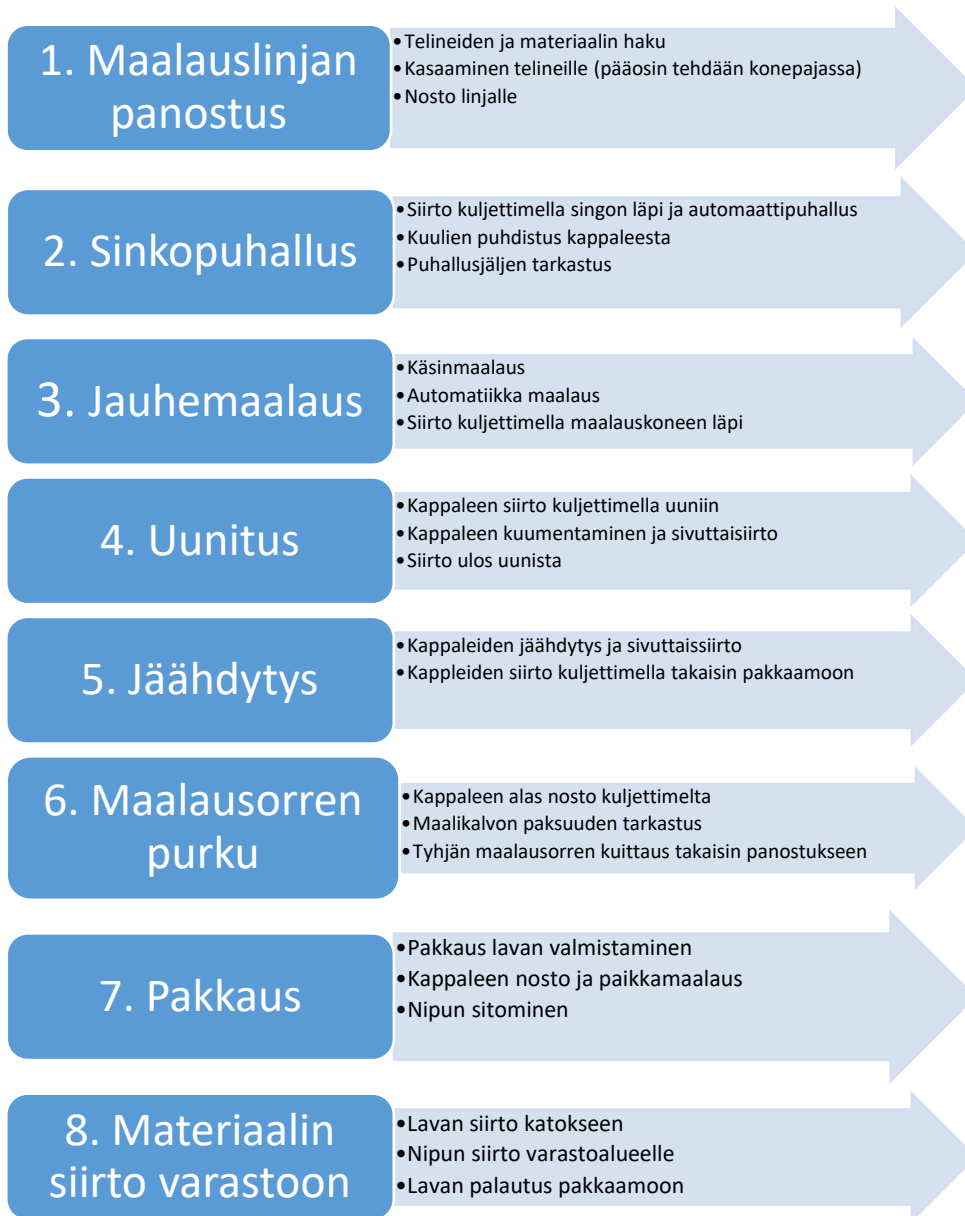 1. Maalauslinjan
panostus
•Telineiden ja materiaalin haku
•Kasaaminen telineille (pääosin tehdään konepajassa)
•Nosto linjalle
2. Sinkopuhallus
•Siirto kuljettimella singon läpi ja automaattipuhallus
•Kuulien puhdistus kappaleesta
•Puhallusjäljen tarkastus
3. Jauhemaalaus
•Käsinmaalaus
•Automatiikka maalaus
•Siirto kuljettimella maalauskoneen läpi
4. Uunitus
•Kappaleen siirto kuljettimella uuniin
•Kappaleen kuumentaminen ja sivuttaisiirto
•Siirto ulos uunista
5. Jäähdytys
•Kappaleiden jäähdytys ja sivuttaissiirto
•Kappleiden siirto kuljettimella takaisin pakkaamoon
6. Maalausorren
purku
•Kappaleen alas nosto kuljettimelta
•Maalikalvon paksuuden tarkastus
•Tyhjän maalausorren kuittaus takaisin panostukseen
7. Pakkaus
•Pakkaus lavan valmistaminen
•Kappaleen nosto ja paikkamaalaus
•Nipun sitominen
8. Materiaalin
siirto varastoon
•Lavan siirto katokseen
•Nipun siirto varastoalueelle
•Lavan palautus pakkaamoon